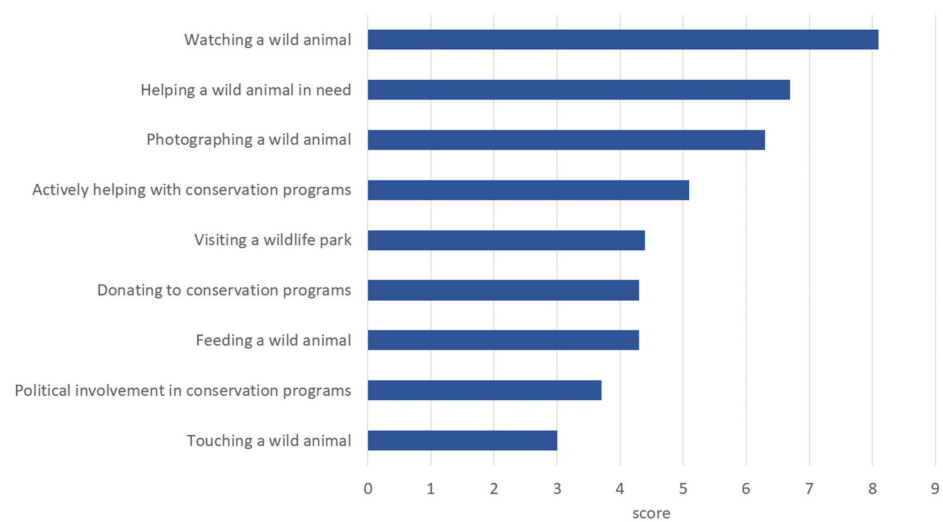 Watching a wild animal
Helping a wild animal in need
Photographing a wild animal
Actively helping with conservation programs
Visiting a wildlife park
Donating to conservation programs
Feeding a wild animal
Political involvement in conservation programs
Touching a wild animal
0 1 2 3 4 5 6 7 8 9
score